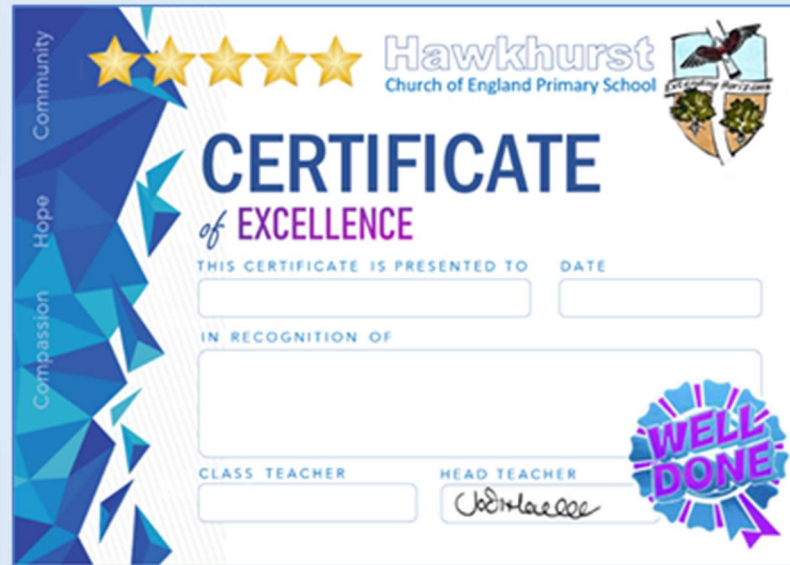 Community
Hope
Compassion
Hawkhurst
Church of England Primary School
Extending Horizons
CERTIFICATE
of EXCELLENCE
THIS CERTIFICATE IS PRESENTED TO DATE
IN RECOGNITION OF
CLASS TEACHER HEAD TEACHER
WELL
DONE